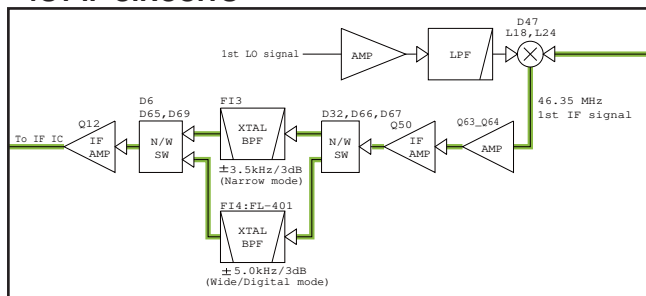 1st LO signal
AMP
LPF
D47
L18,L24
46.35 MHz
1st IF signal
D6
D65,D69
FI3
D32,D66,D67
Q12
Q50
Q63_Q64
To IF IC
IF
AMP
N/W
SW
XTAL
BPF
N/W
SW
IF
AMP
AMP
±3.5kHz/3dB
(Narrow mode)
FI4:FL-401
XTAL
BPF
±5.0kHz/3dB
(Wide/Digital mode)